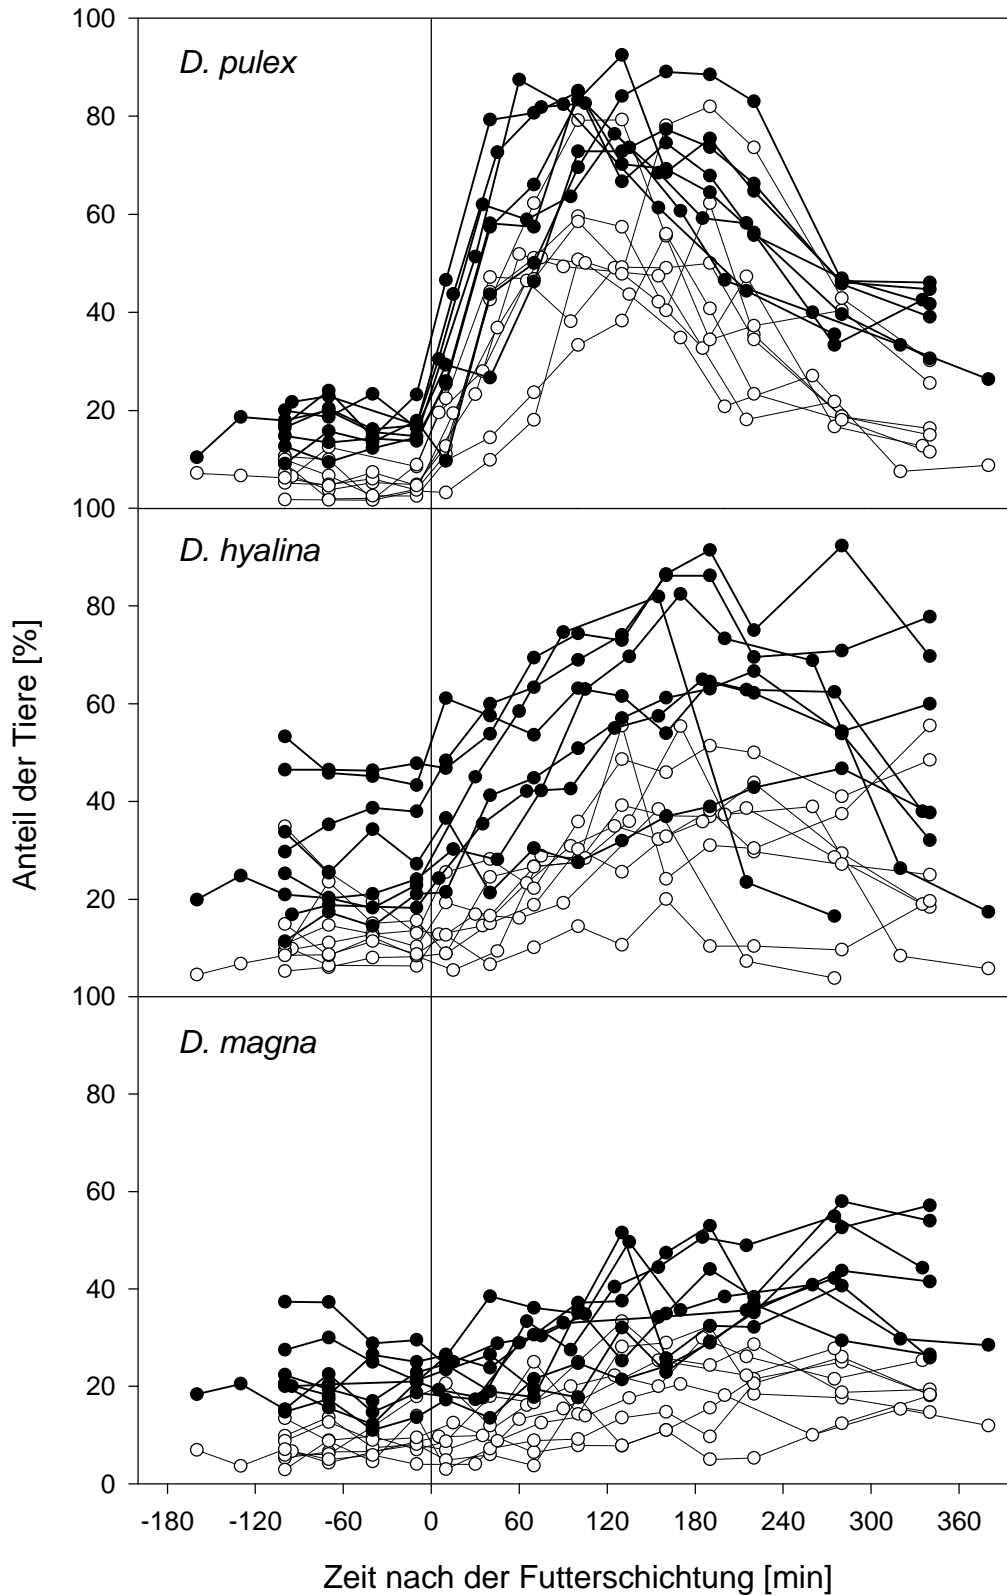 100
D. pulex
80
60
40
20
100
D. hyalina
80
60
40
20
100
D. magna
80
60
40
20
0
-180 -120 -60 0 60 120 180 240 300 360
Anteil der Tiere [%]
Zeit nach der Futterschichtung [min]